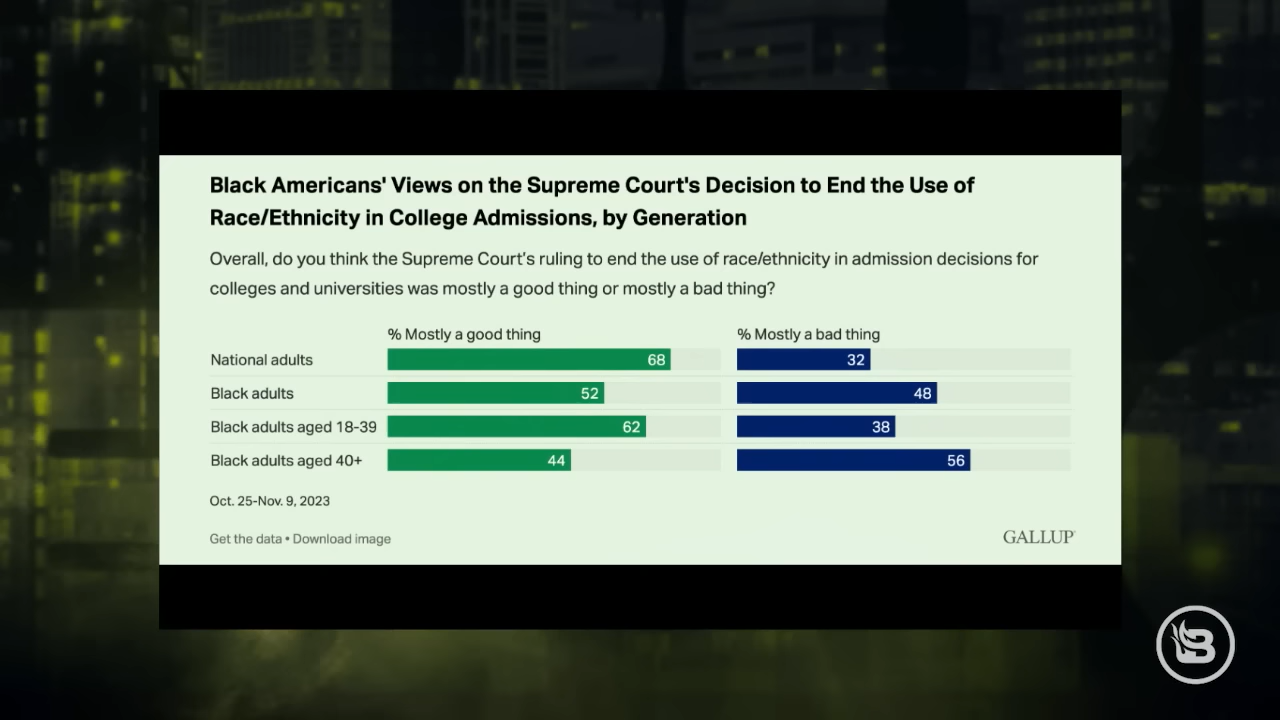 Black Americans' Views on the Supreme Court's Decision to End the Use of
Race/Ethnicity in College Admissions, by Generation
Overall, do you think the Supreme Court's ruling to end the use of race/ethnicity in admission decisions for
colleges and universities was mostly a good thing or mostly a bad thing?
% Mostly a good thing % Mostly a bad thing
National adults 68 32
Black adults 52 48
Black adults aged 18-39 62 38
Black adults aged 40+ 44 56
Oct. 25-Nov. 9, 2023
Get the data • Download image
GALLUP®
B